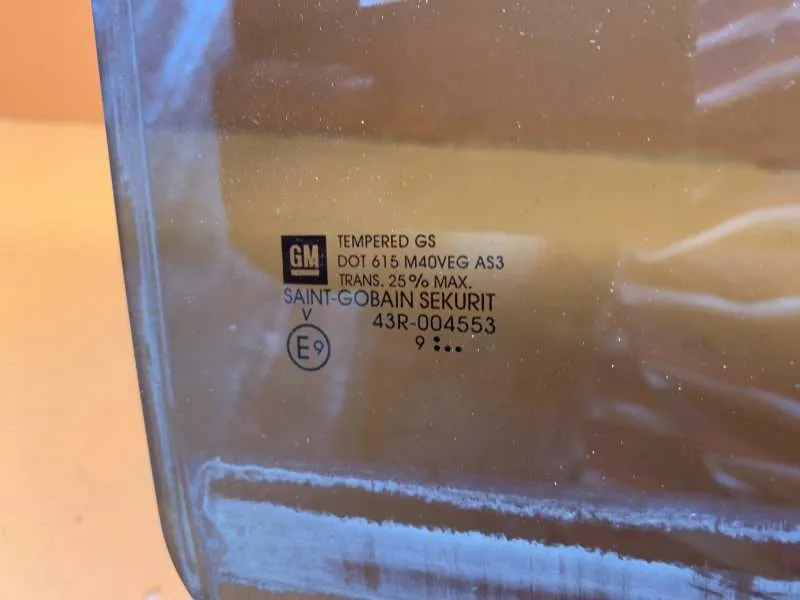 GM
TEMPERED GS
DOT 615 M40VEG AS3
TRANS. 25% MAX.
SAINT-GOBAIN SEKURIT
V
43R-004553
E9
9